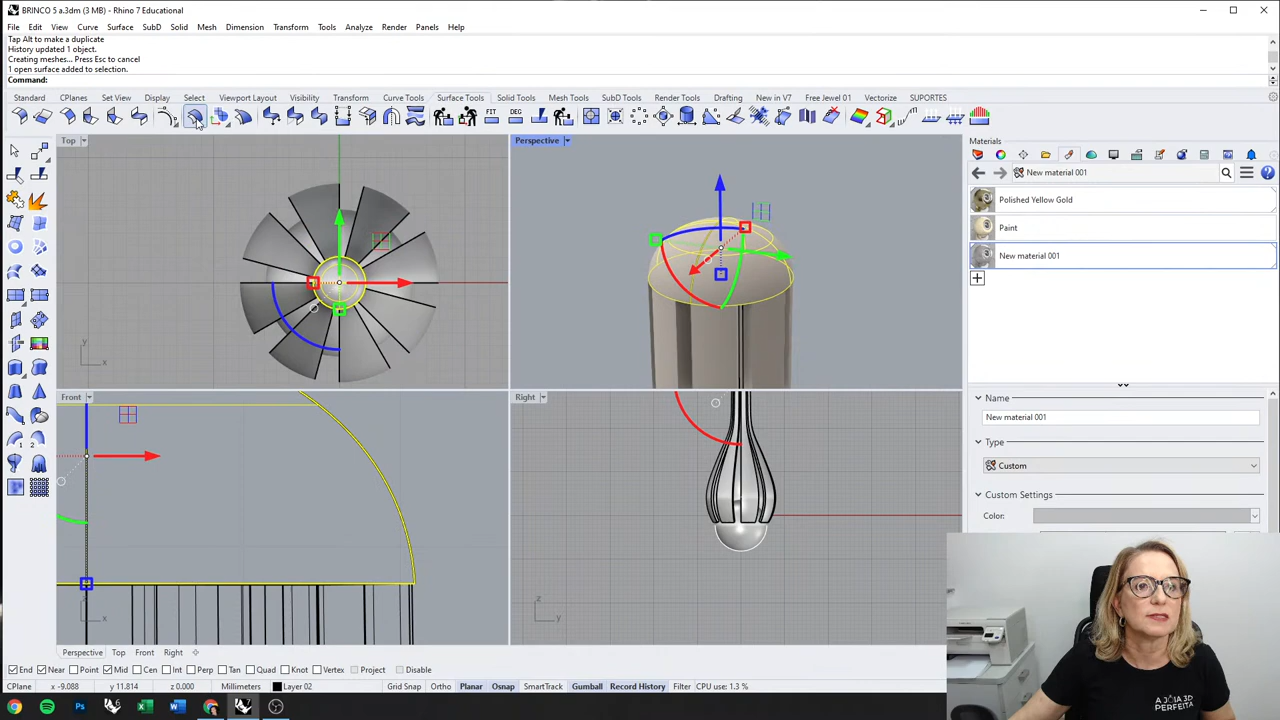 BRINCO 5 a.3dm (3 MB) - Rhino 7 Educational
File Edit View Curve Surface SubD Solid Mesh Dimension Transform Tools Analyze Render Panels Help
Tap Alt to make a duplicate
History updated 1 object.
Creating meshes... Press Esc to cancel
1 open surface added to selection.
Command:
Standard CPlanes Set View Display Select Viewport Layout Visibility Transform Curve Tools Surface Tools Solid Tools Mesh Tools SubD Tools Render Tools Drafting New in V7 Free Jewel 01 Vectorize SUPORTES
FIT DEG
Top
Perspective
Materials
New material 001
Polished Yellow Gold
Paint
New material 001
Front
Right
Name
New material 001
Type
Custom
Custom Settings
Color:
y
x
z
x
z
y
Perspective Top Front Right
End Near Point Mid Cen Int Perp Tan Quad Knot Vertex Project Disable
CPlane x -9.088 y 11.814 z 0.000 Millimeters Layer 02 Grid Snap Ortho Planar Osnap SmartTrack Gumball Record History Filter CPU use: 1.3 %
A JOIA 3D
PERFEITA